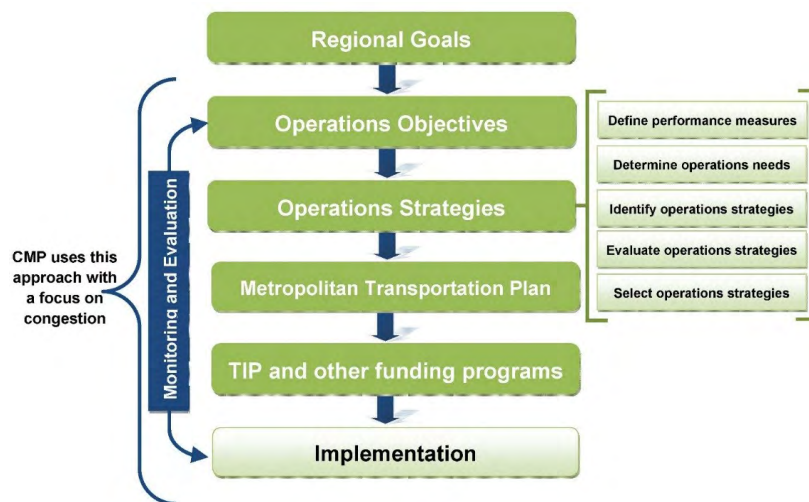 Regional Goals
Operations Objectives
Operations Strategies
Metropolitan Transportation Plan
TIP and other funding programs
Implementation
Monitoring and Evaluation
CMP uses this
approach with
a focus on
congestion
Define performance measures
Determine operations needs
Identify operations strategies
Evaluate operations strategies
Select operations strategies